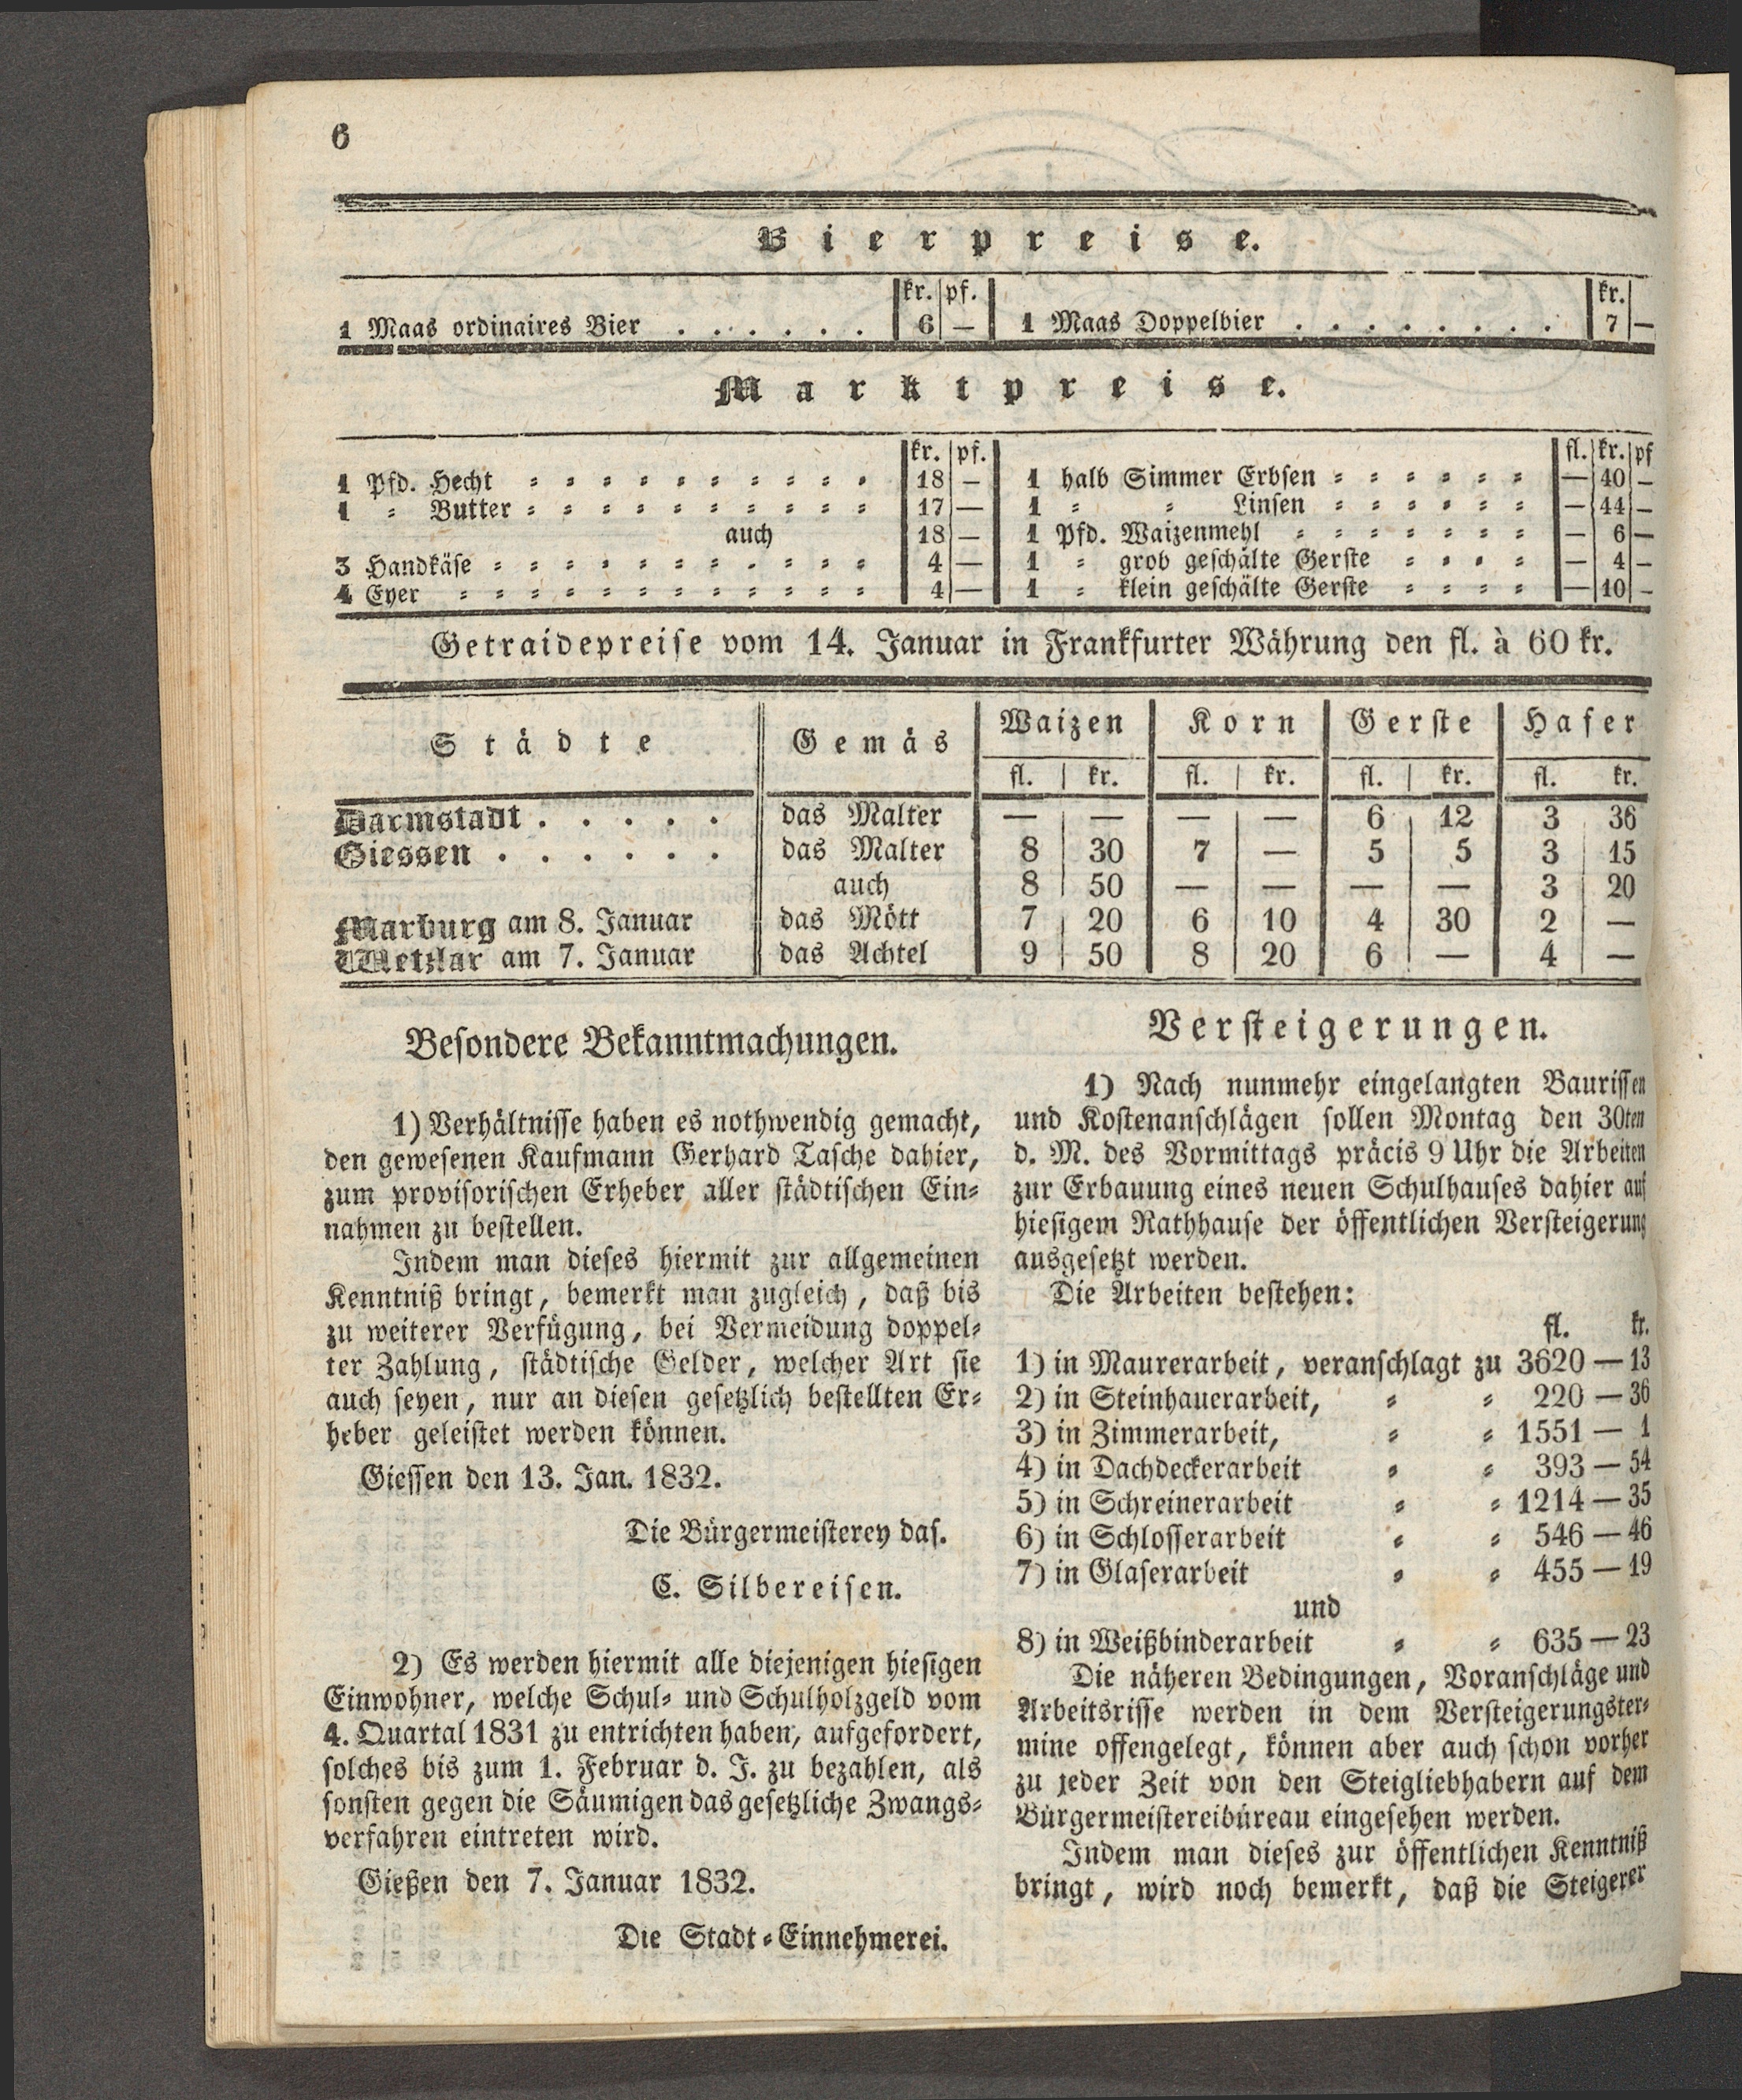 6
Bierpreise.
kr. pf. kr.
1 Maas ordinaires Bier . . . . . . 6 — 1 Maas Doppelbier . . . . . . . . 7 —
Marktpreise.
kr. pf. fl. kr. pf
1 Pfd. Hecht 18 — 1 halb Simmer Erbsen — 40 —
1 „ Butter 17 — 1 „ „ Linsen — 44 —
auch 18 — 1 Pfd. Waizenmehl — 6 —
3 Handkäse 4 — 1 „ grob geschälte Gerste — 4 —
4 Eyer 4 — 1 „ klein geschälte Gerste — 10 —
Getraidepreise vom 14. Januar in Frankfurter Währung den fl. à 60 kr.
Städte Gemäs Waizen Korn Gerste Hafer
fl. kr. fl. kr. fl. kr. fl. kr.
Darmstadt . . . . . das Malter — — — — 6 12 3 36
Giessen . . . . . . das Malter 8 30 7 — 5 5 3 15
auch 8 50 — — — — 3 20
Marburg am 8. Januar das Mött 7 20 6 10 4 30 2 —
Wetzlar am 7. Januar das Achtel 9 50 8 20 6 — 4 —
Besondere Bekanntmachungen.
1) Verhältnisse haben es nothwendig gemacht,
den gewesenen Kaufmann Gerhard Tasche dahier,
zum provisorischen Erheber aller städtischen Ein-
nahmen zu bestellen.
Indem man dieses hiermit zur allgemeinen
Kenntniß bringt, bemerkt man zugleich, daß bis
zu weiterer Verfügung, bei Vermeidung doppel-
ter Zahlung, städtische Gelder, welcher Art sie
auch seyen, nur an diesen gesetzlich bestellten Er-
heber geleistet werden können.
Giessen den 13. Jan. 1832.
Die Bürgermeisterey das.
C. Silbereisen.
2) Es werden hiermit alle diejenigen hiesigen
Einwohner, welche Schul- und Schulholzgeld vom
4. Quartal 1831 zu entrichten haben, aufgefordert,
solches bis zum 1. Februar d. J. zu bezahlen, als
sonsten gegen die Säumigen das gesetzliche Zwangs-
verfahren eintreten wird.
Gießen den 7. Januar 1832.
Die Stadt-Einnehmerei.
Versteigerungen.
1) Nach nunmehr eingelangten Baurissen
und Kostenanschlägen sollen Montag den 30ten
d. M. des Vormittags präcis 9 Uhr die Arbeiten
zur Erbauung eines neuen Schulhauses dahier auf
hiesigem Rathhause der öffentlichen Versteigerung
ausgesetzt werden.
Die Arbeiten bestehen:
fl. kr.
1) in Maurerarbeit, veranschlagt zu 3620 — 13
2) in Steinhauerarbeit, „ „ 220 — 36
3) in Zimmerarbeit, „ „ 1551 — 1
4) in Dachdeckerarbeit „ „ 393 — 54
5) in Schreinerarbeit „ „ 1214 — 35
6) in Schlosserarbeit „ „ 546 — 46
7) in Glaserarbeit „ „ 455 — 19
und
8) in Weißbinderarbeit „ „ 635 — 23
Die näheren Bedingungen, Voranschläge und
Arbeitsrisse werden in dem Versteigerungster-
mine offengelegt, können aber auch schon vorher
zu jeder Zeit von den Steigliebhabern auf dem
Bürgermeistereibüreau eingesehen werden.
Indem man dieses zur öffentlichen Kenntniß
bringt, wird noch bemerkt, daß die Steigerer